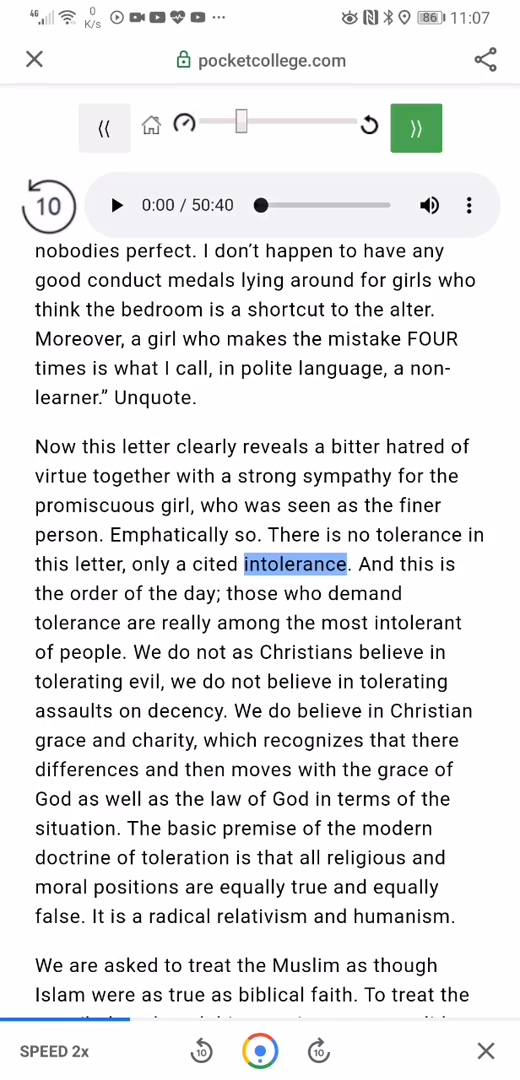 46 0 K/s ... 86 11:07
pocketcollege.com
⟨⟨ ⟩⟩
10 0:00 / 50:40
nobodies perfect. I don’t happen to have any
good conduct medals lying around for girls who
think the bedroom is a shortcut to the alter.
Moreover, a girl who makes the mistake FOUR
times is what I call, in polite language, a non-
learner.” Unquote.
Now this letter clearly reveals a bitter hatred of
virtue together with a strong sympathy for the
promiscuous girl, who was seen as the finer
person. Emphatically so. There is no tolerance in
this letter, only a cited intolerance. And this is
the order of the day; those who demand
tolerance are really among the most intolerant
of people. We do not as Christians believe in
tolerating evil, we do not believe in tolerating
assaults on decency. We do believe in Christian
grace and charity, which recognizes that there
differences and then moves with the grace of
God as well as the law of God in terms of the
situation. The basic premise of the modern
doctrine of toleration is that all religious and
moral positions are equally true and equally
false. It is a radical relativism and humanism.
We are asked to treat the Muslim as though
Islam were as true as biblical faith. To treat the
SPEED 2x 10 10